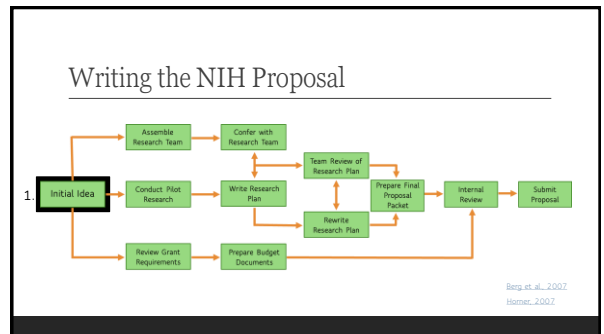 Writing the NIH Proposal
Assemble
Research Team
Confer with
Research Team
Team Review of
Research Plan
1.
Initial Idea
Conduct Pilot
Research
Write Research
Plan
Prepare Final
Proposal
Packet
Internal
Review
Submit
Proposal
Rewrite
Research Plan
Review Grant
Requirements
Prepare Budget
Documents
Berg et al., 2007
Horner, 2007